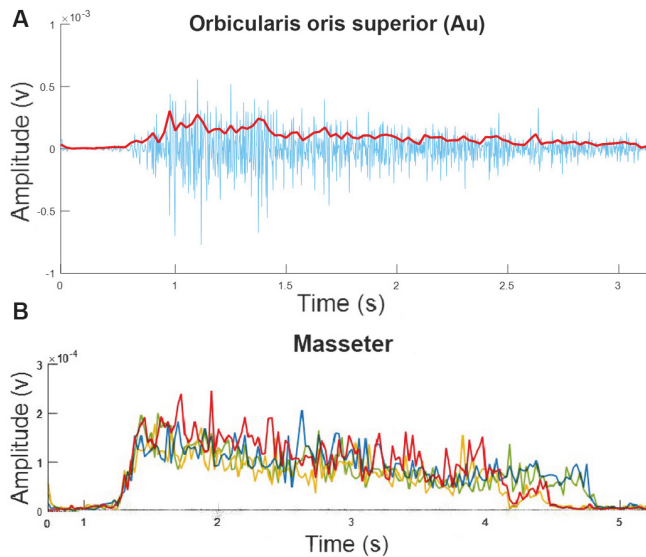 A
Orbicularis oris superior (Au)
×10⁻³
1
0.5
0
-0.5
-1
Amplitude (v)
0 1 1.5 2 2.5 3
Time (s)
B
Masseter
×10⁻⁴
3
2
1
0
Amplitude (v)
0 1 2 3 4 5
Time (s)